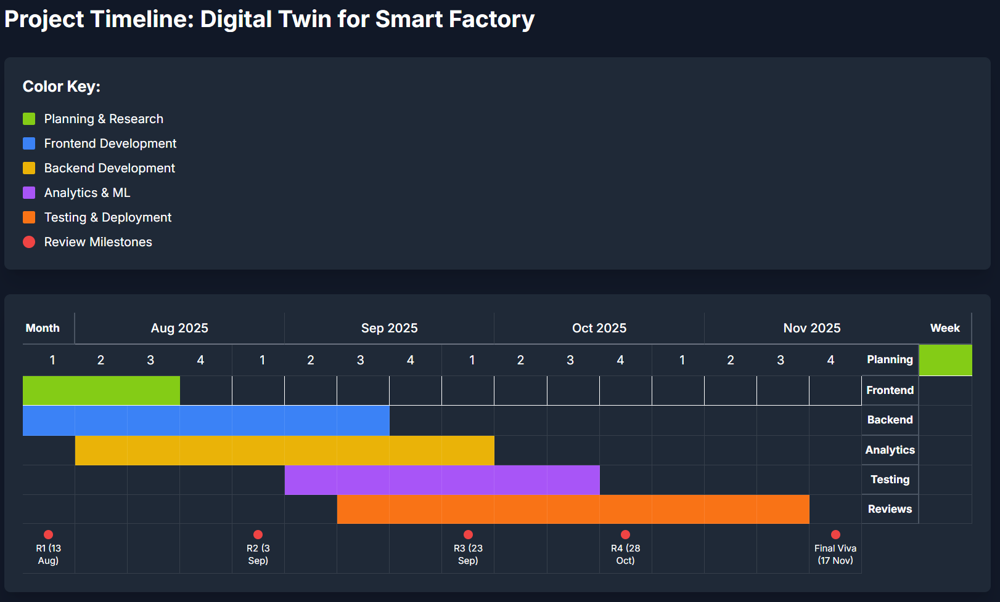 Project Timeline: Digital Twin for Smart Factory
Color Key:
Planning & Research
Frontend Development
Backend Development
Analytics & ML
Testing & Deployment
Review Milestones
Month Aug 2025 Sep 2025 Oct 2025 Nov 2025 Week
1 2 3 4 1 2 3 4 1 2 3 4 1 2 3 4 Planning
Frontend
Backend
Analytics
Testing
Reviews
R1 (13 R2 (3 R3 (23 R4 (28 Final Viva
Aug) Sep) Sep) Oct) (17 Nov)